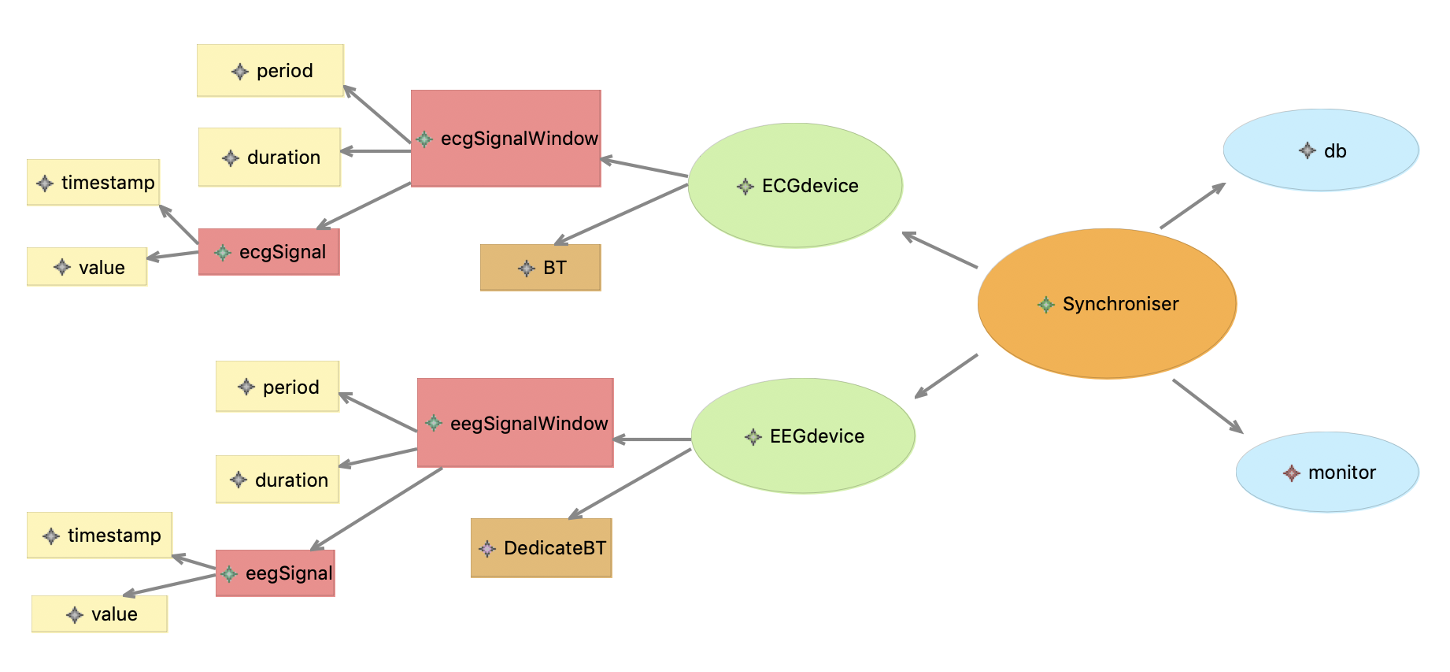 period
ecgSignalWindow
duration
timestamp
ecgSignal
value
ECGdevice
BT
db
Synchroniser
period
eegSignalWindow
duration
timestamp
eegSignal
value
EEGdevice
DedicateBT
monitor